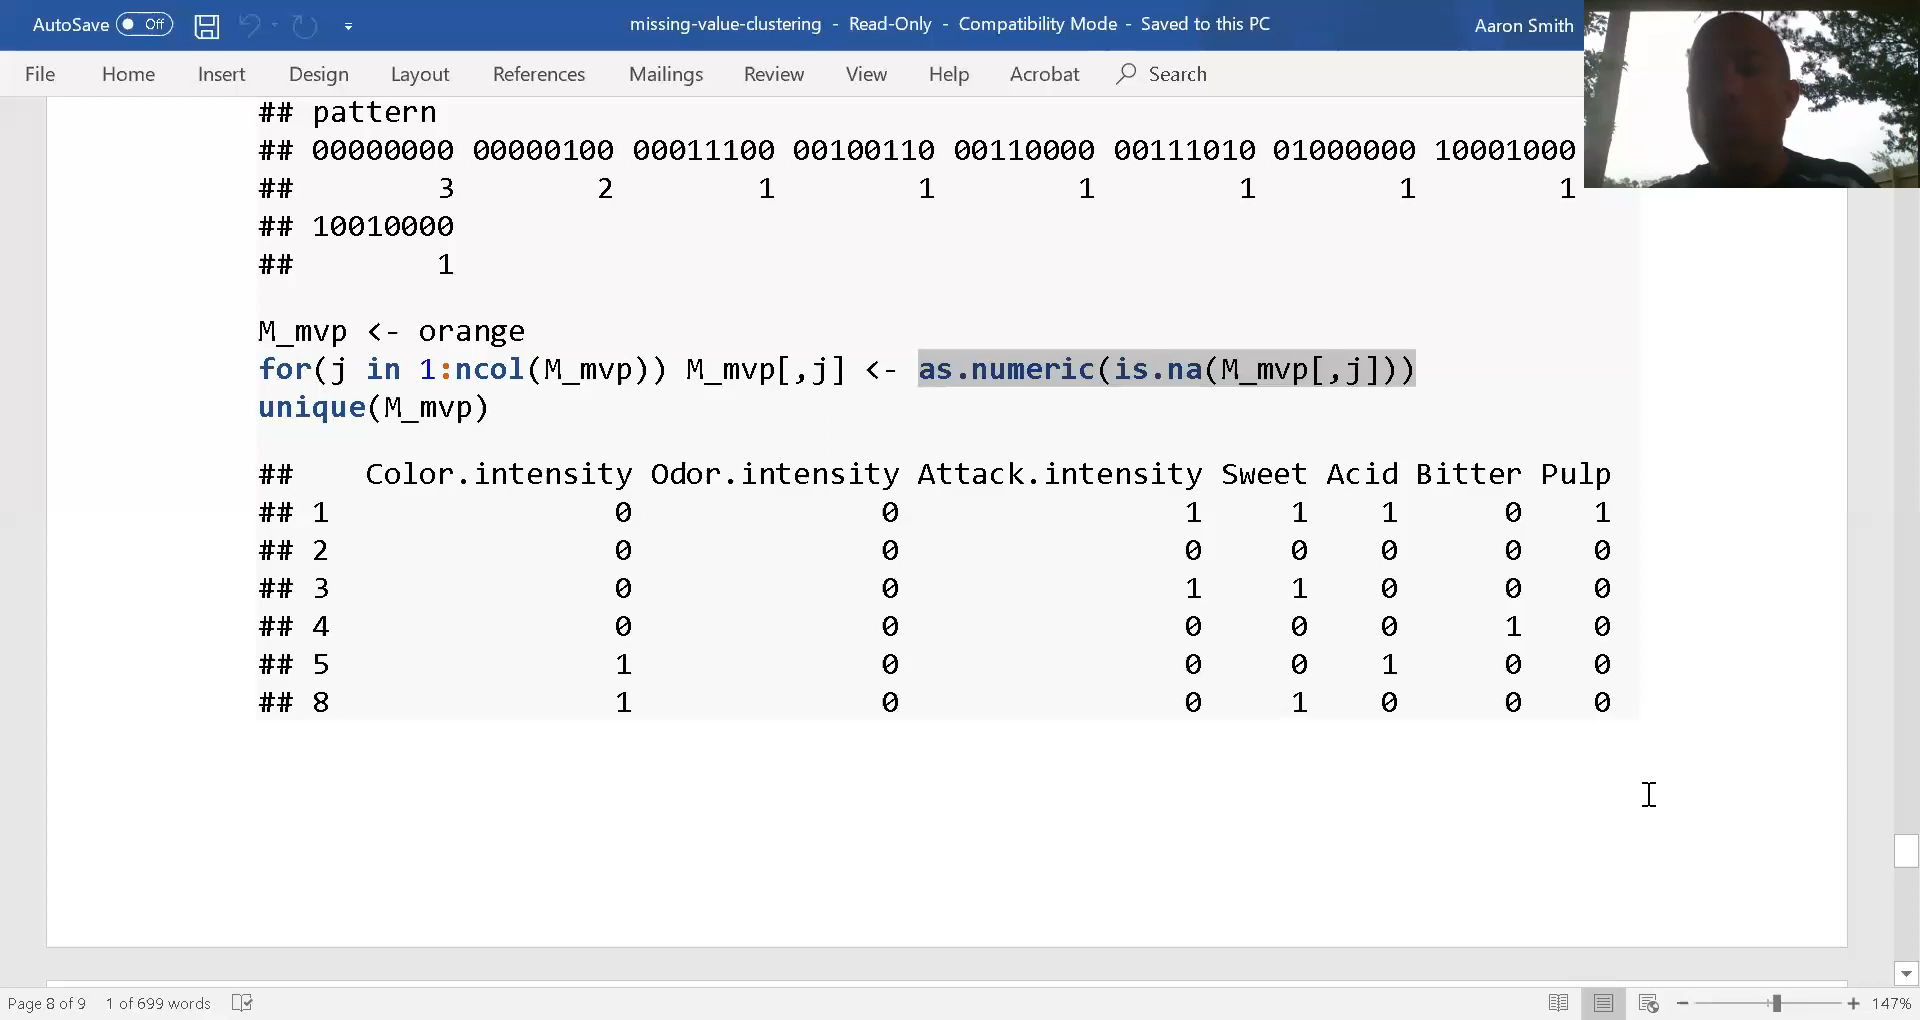 AutoSave Off missing-value-clustering - Read-Only - Compatibility Mode - Saved to this PC Aaron Smith
File Home Insert Design Layout References Mailings Review View Help Acrobat Search
## pattern
## 00000000 00000100 00011100 00100110 00110000 00111010 01000000 10001000
## 3 2 1 1 1 1 1 1
## 10010000
## 1
M_mvp <- orange
for(j in 1:ncol(M_mvp)) M_mvp[,j] <- as.numeric(is.na(M_mvp[,j]))
unique(M_mvp)
## Color.intensity Odor.intensity Attack.intensity Sweet Acid Bitter Pulp
## 1 0 0 1 1 1 0 1
## 2 0 0 0 0 0 0 0
## 3 0 0 1 1 0 0 0
## 4 0 0 0 0 0 1 0
## 5 1 0 0 0 1 0 0
## 8 1 0 0 1 0 0 0
Page 8 of 9 1 of 699 words 147%